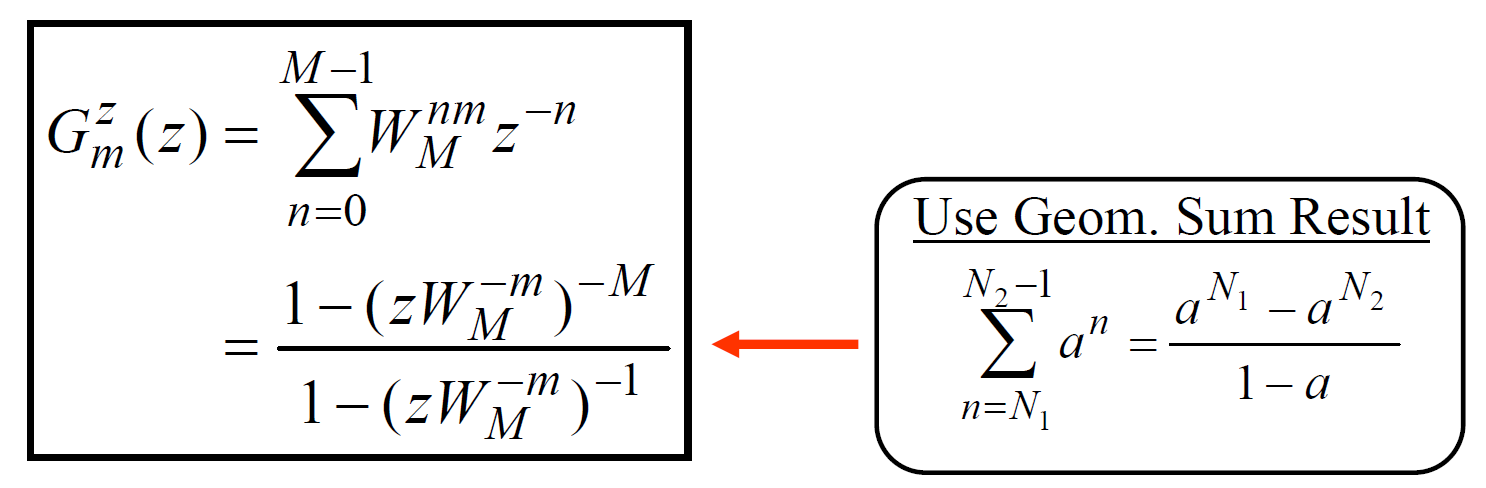 G_m^z(z) = \sum_{n=0}^{M-1} W_M^{nm} z^{-n}
= \frac{1-(zW_M^{-m})^{-M}}{1-(zW_M^{-m})^{-1}}
Use Geom. Sum Result
\sum_{n=N_1}^{N_2-1} a^n = \frac{a^{N_1} - a^{N_2}}{1-a}